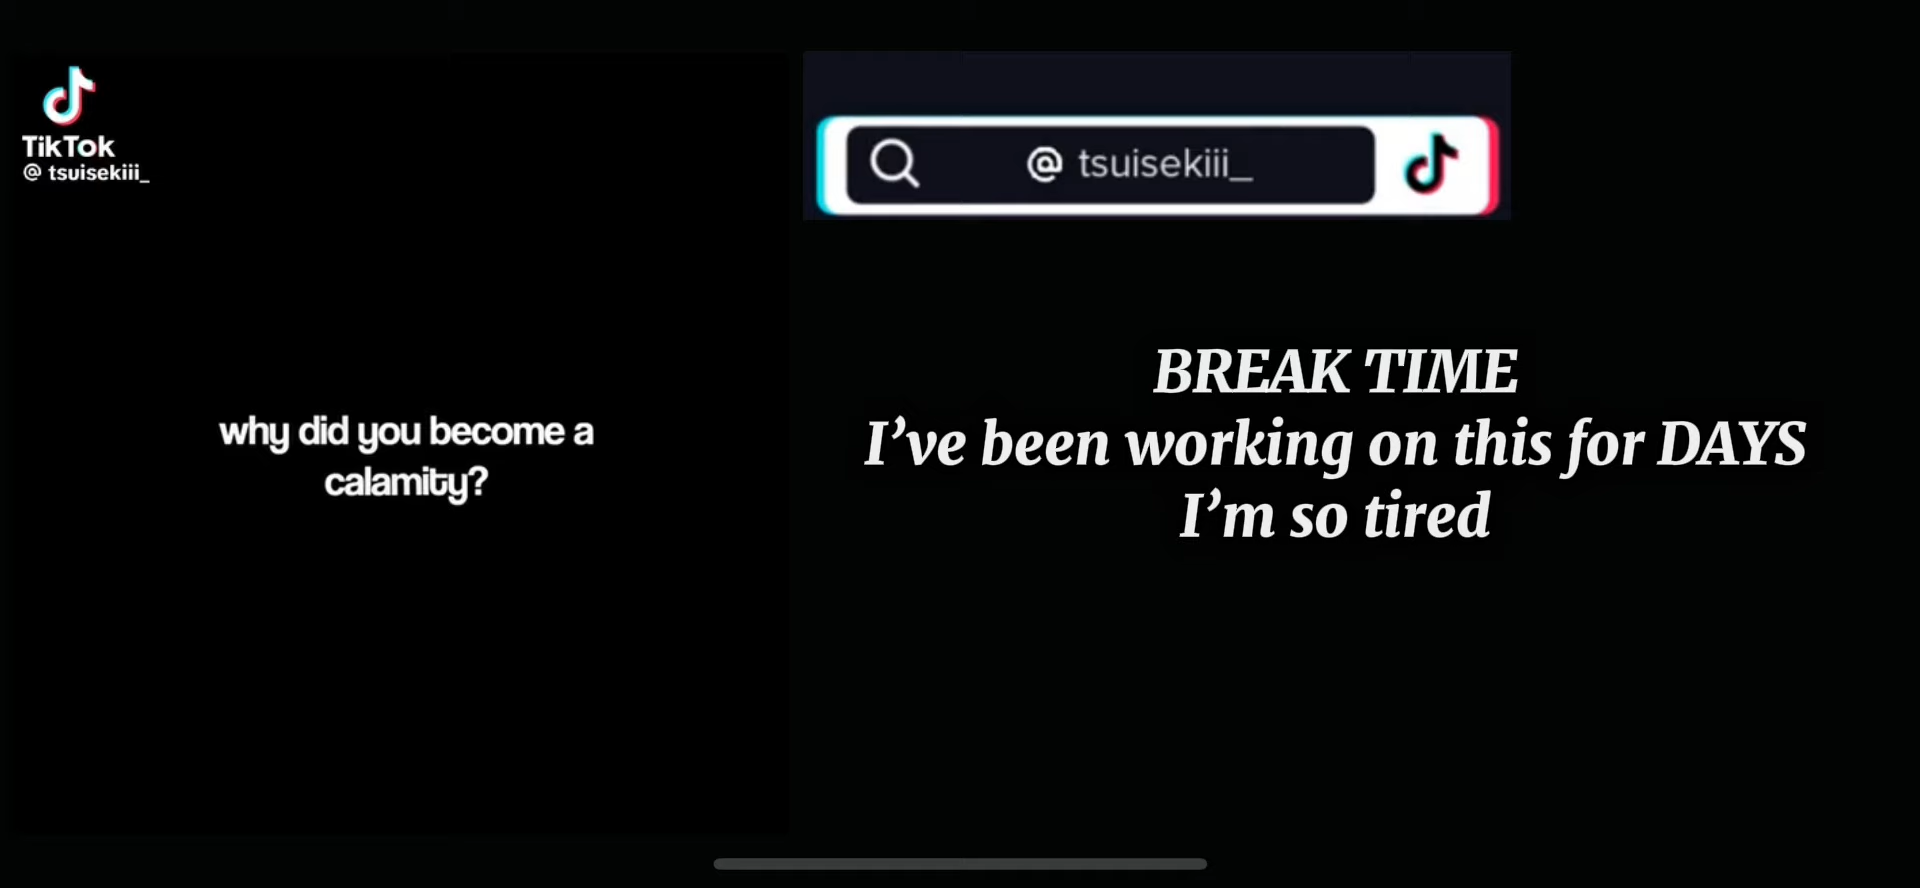 TikTok
@ tsuisekiii_
why did you become a
calamity?
@ tsuisekiii_
BREAK TIME
I’ve been working on this for DAYS
I’m so tired